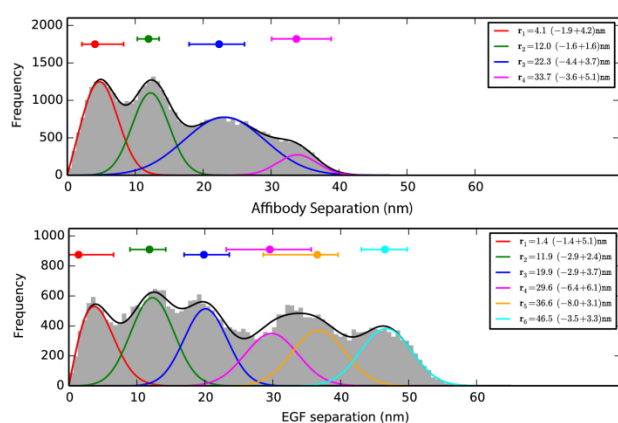 2000
1500
1000
500
0
Frequency
r₁=4.1 (−1.9+4.2)nm
r₂=12.0 (−1.6+1.6)nm
r₃=22.3 (−4.4+3.7)nm
r₄=33.7 (−3.6+5.1)nm
0 10 20 30 40 50 60
Affibody Separation (nm)
1000
800
600
400
200
0
Frequency
r₁=1.4 (−1.4+5.1)nm
r₂=11.9 (−2.9+2.4)nm
r₃=19.9 (−2.9+3.7)nm
r₄=29.6 (−6.4+6.1)nm
r₅=36.6 (−8.0+3.1)nm
r₆=46.5 (−3.5+3.3)nm
0 10 20 30 40 50 60
EGF separation (nm)